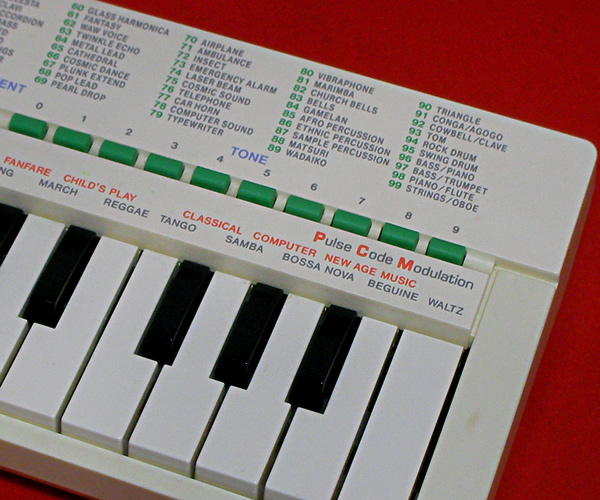 60 GLASS HARMONICA
61 FANTASY
62 WAW VOICE
63 TWINKLE ECHO
64 METAL LEAD
65 CATHEDRAL
66 COSMIC DANCE
67 PLUNK EXTEND
68 POP LEAD
69 PEARL DROP
70 AIRPLANE
71 AMBULANCE
72 INSECT
73 EMERGENCY ALARM
74 LASER BEAM
75 COSMIC SOUND
76 TELEPHONE
77 CAR HORN
78 COMPUTER SOUND
79 TYPEWRITER
80 VIBRAPHONE
81 MARIMBA
82 CHURCH BELLS
83 BELLS
84 GAMELAN
85 AFRO PERCUSSION
86 ETHNIC PERCUSSION
87 SAMPLE PERCUSSION
88 MATSURI
89 WADAIKO
90 TRIANGLE
91 CONGA/AGOGO
92 COWBELL/CLAVE
93 TOM
94 ROCK DRUM
95 SWING DRUM
96 BASS/PIANO
97 BASS/TRUMPET
98 PIANO/FLUTE
99 STRINGS/OBOE
TONE
0 1 2 3 4 5 6 7 8 9
Pulse Code Modulation
FANFARE CHILD'S PLAY CLASSICAL COMPUTER NEW AGE MUSIC
MARCH REGGAE TANGO SAMBA BOSSA NOVA BEGUINE WALTZ